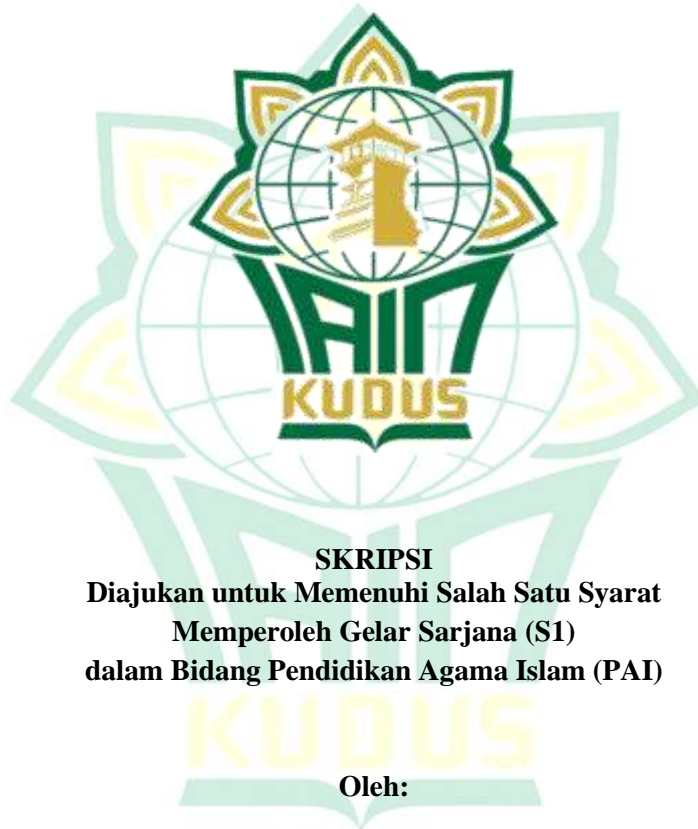 IAIN
KUDUS
SKRIPSI
Diajukan untuk Memenuhi Salah Satu Syarat
Memperoleh Gelar Sarjana (S1)
dalam Bidang Pendidikan Agama Islam (PAI)
KUDUS
Oleh: